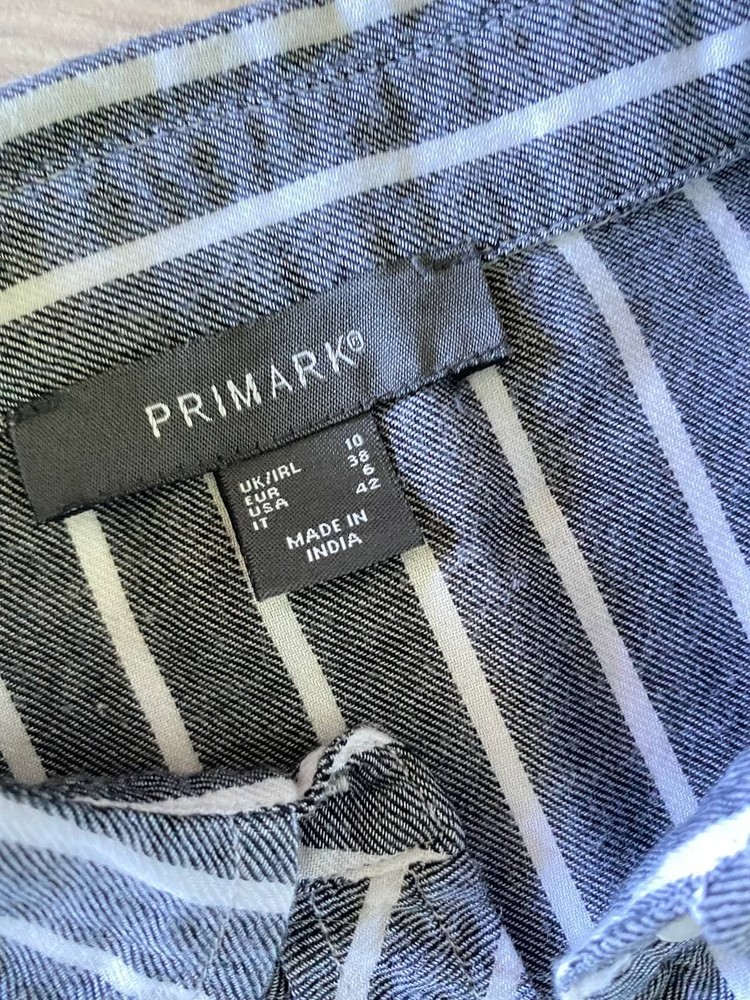 PRIMARK®
UK/IRL 10
EUR 38
USA 6
IT 42
MADE IN
INDIA